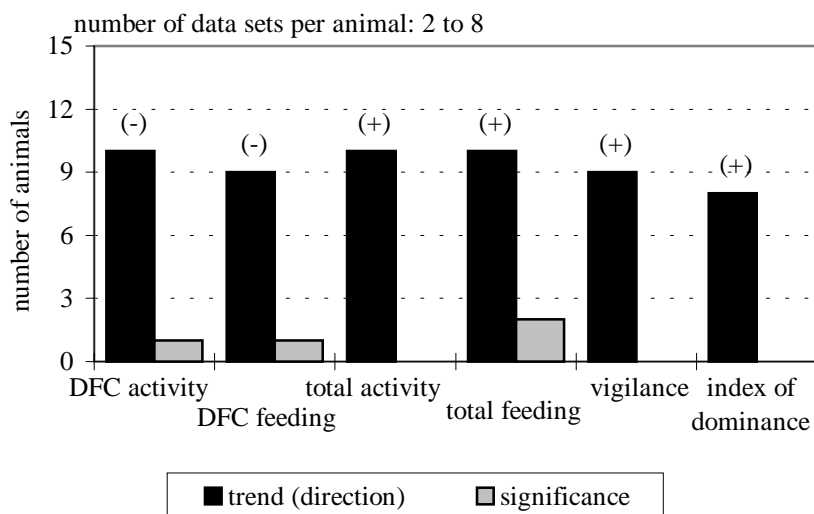 number of data sets per animal: 2 to 8
15
12
9
6
3
0
number of animals
(-)
(-)
(+)
(+)
(+)
(+)
DFC activity
DFC feeding
total activity
total feeding
vigilance
index of
dominance
trend (direction)
significance